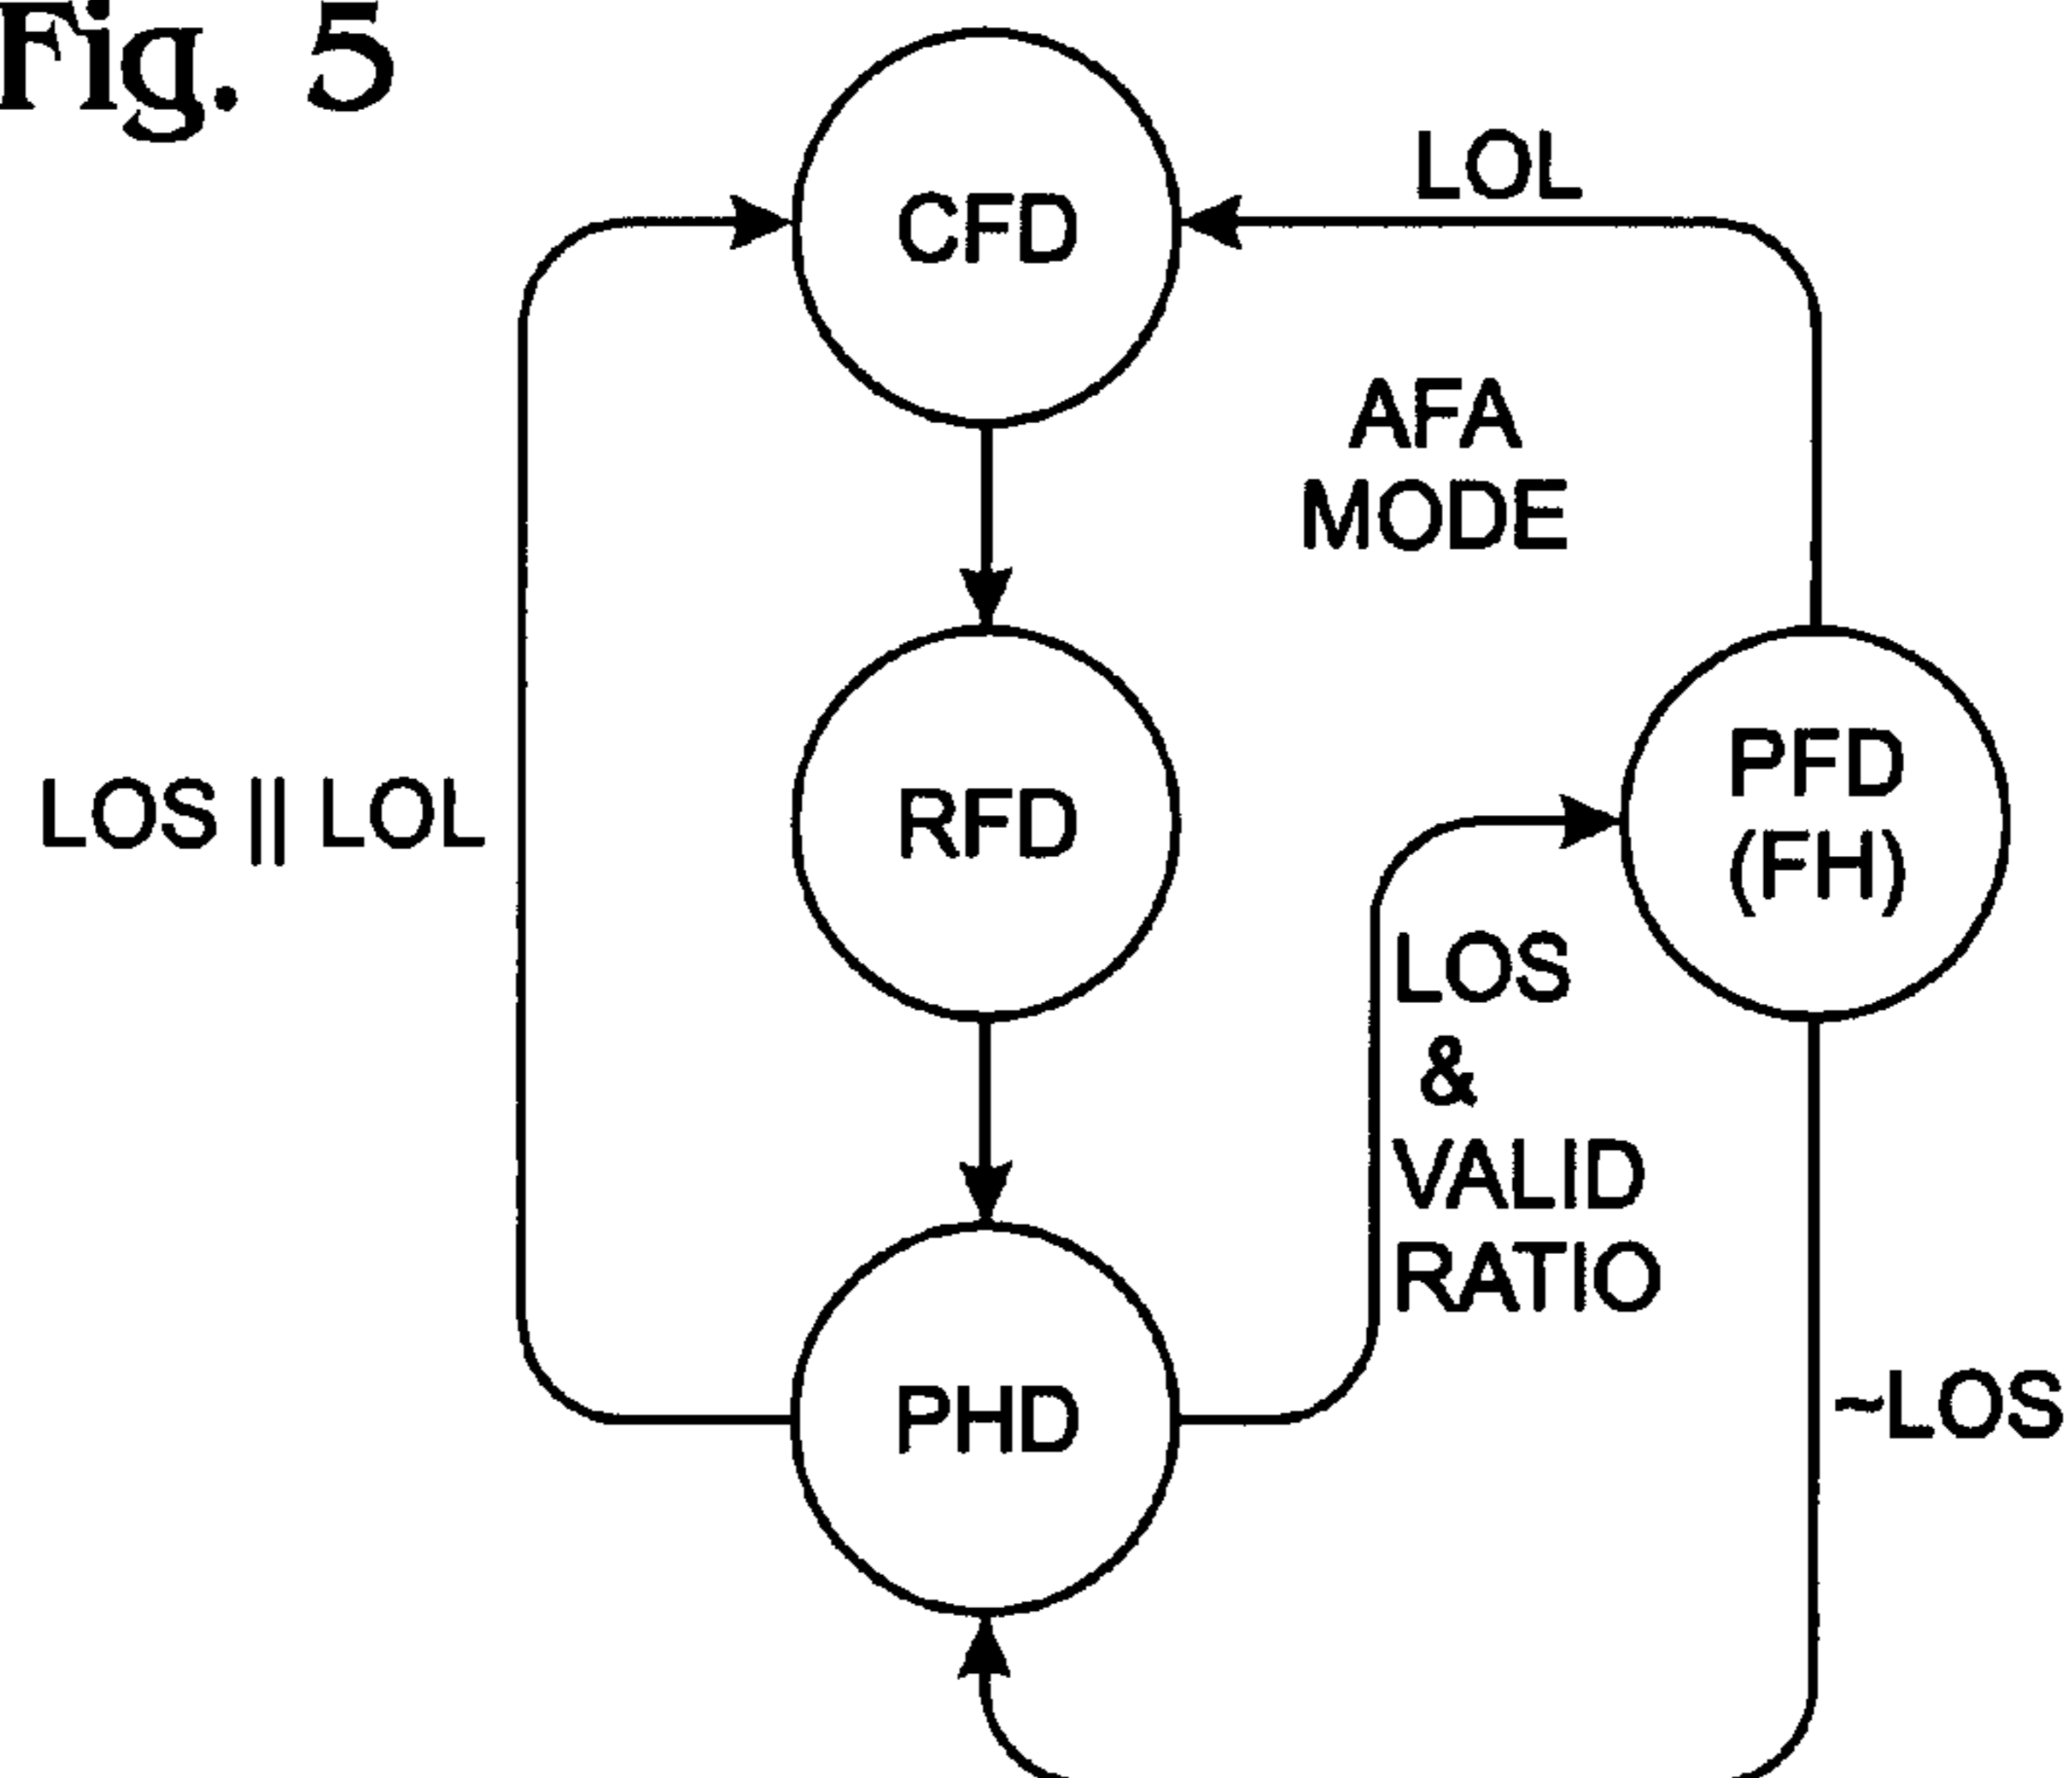 Fig. 5
CFD
LOL
AFA
MODE
RFD
PFD
(FH)
LOS || LOL
LOS
&
VALID
RATIO
PHD
~LOS